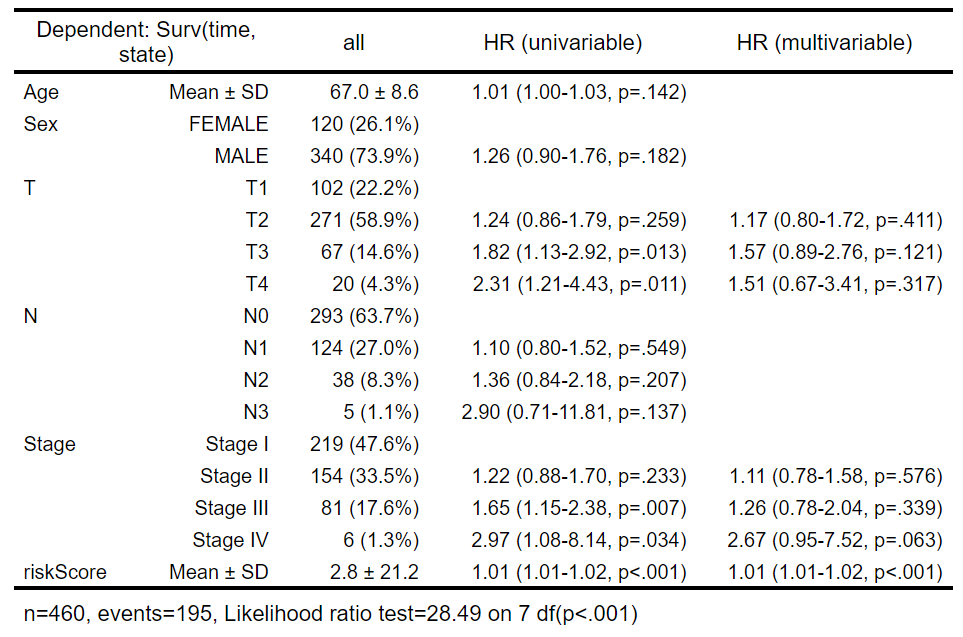 Dependent: Surv(time, state) all HR (univariable) HR (multivariable)
Age Mean ± SD 67.0 ± 8.6 1.01 (1.00-1.03, p=.142)
Sex FEMALE 120 (26.1%)
MALE 340 (73.9%) 1.26 (0.90-1.76, p=.182)
T T1 102 (22.2%)
T2 271 (58.9%) 1.24 (0.86-1.79, p=.259) 1.17 (0.80-1.72, p=.411)
T3 67 (14.6%) 1.82 (1.13-2.92, p=.013) 1.57 (0.89-2.76, p=.121)
T4 20 (4.3%) 2.31 (1.21-4.43, p=.011) 1.51 (0.67-3.41, p=.317)
N N0 293 (63.7%)
N1 124 (27.0%) 1.10 (0.80-1.52, p=.549)
N2 38 (8.3%) 1.36 (0.84-2.18, p=.207)
N3 5 (1.1%) 2.90 (0.71-11.81, p=.137)
Stage Stage I 219 (47.6%)
Stage II 154 (33.5%) 1.22 (0.88-1.70, p=.233) 1.11 (0.78-1.58, p=.576)
Stage III 81 (17.6%) 1.65 (1.15-2.38, p=.007) 1.26 (0.78-2.04, p=.339)
Stage IV 6 (1.3%) 2.97 (1.08-8.14, p=.034) 2.67 (0.95-7.52, p=.063)
riskScore Mean ± SD 2.8 ± 21.2 1.01 (1.01-1.02, p<.001) 1.01 (1.01-1.02, p<.001)
n=460, events=195, Likelihood ratio test=28.49 on 7 df(p<.001)